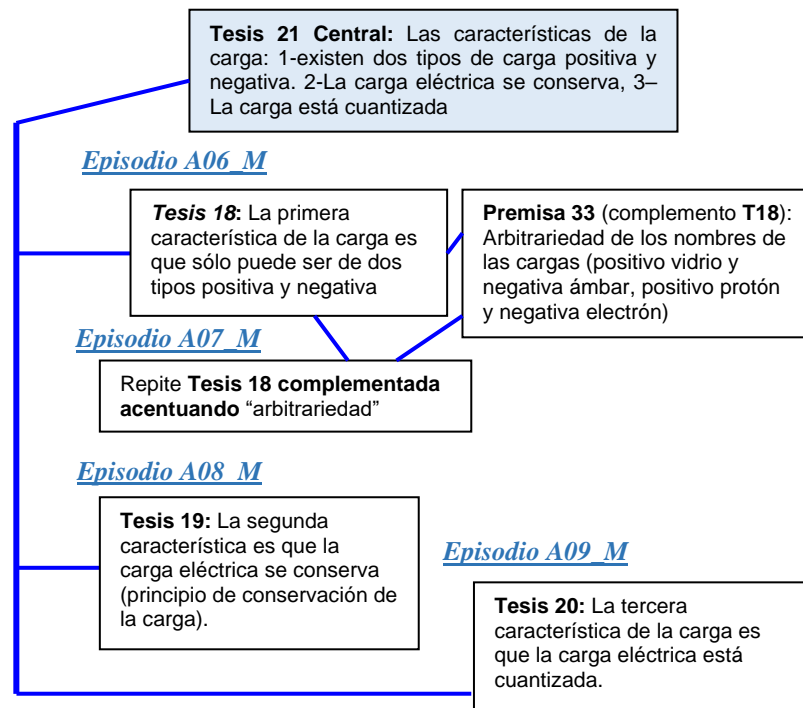 Tesis 21 Central: Las características de la
carga: 1-existen dos tipos de carga positiva y
negativa. 2-La carga eléctrica se conserva, 3–
La carga está cuantizada
Episodio A06_M
Tesis 18: La primera
característica de la carga es
que sólo puede ser de dos
tipos positiva y negativa
Premisa 33 (complemento T18):
Arbitrariedad de los nombres de
las cargas (positivo vidrio y
negativa ámbar, positivo protón
y negativa electrón)
Episodio A07_M
Repite Tesis 18 complementada
acentuando “arbitrariedad”
Episodio A08_M
Tesis 19: La segunda
característica es que la
carga eléctrica se conserva
(principio de conservación de
la carga).
Episodio A09_M
Tesis 20: La tercera
característica de la carga es
que la carga eléctrica está
cuantizada.